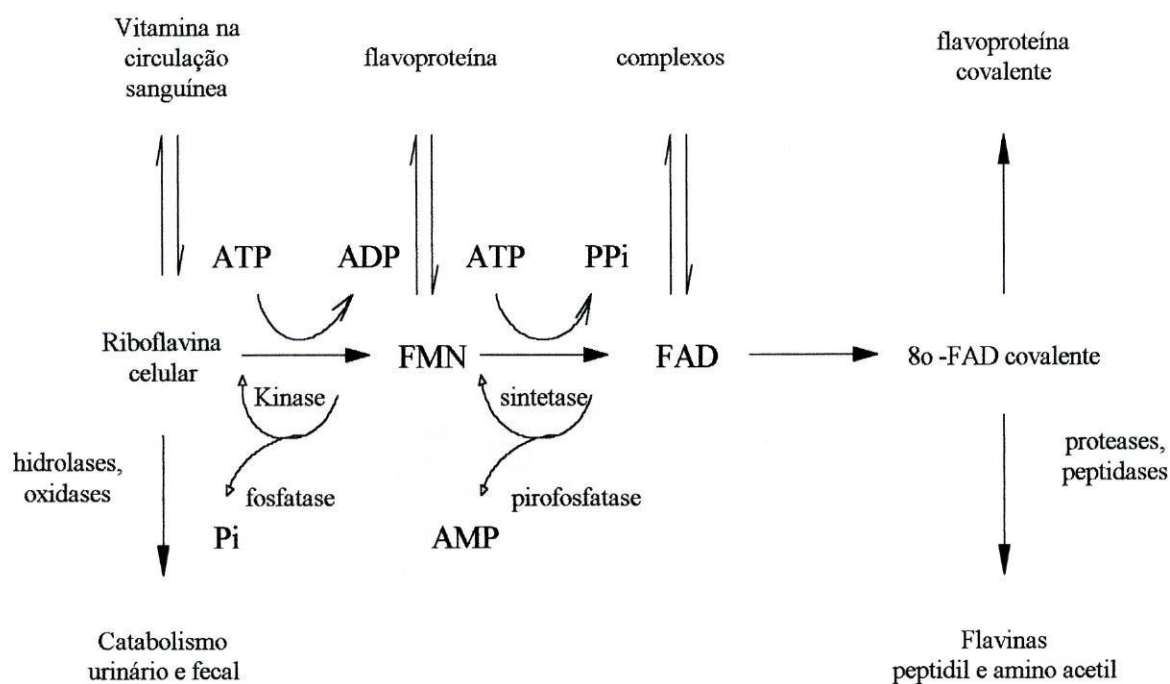 Vitamina na
circulação
sanguínea
flavoproteína
complexos
flavoproteína
covalente
ATP
ADP
ATP
PPi
Riboflavina
celular
FMN
FAD
8o -FAD covalente
Kinase
sintetase
hidrolases,
oxidases
fosfatase
pirofosfatase
proteases,
peptidases
Pi
AMP
Catabolismo
urinário e fecal
Flavinas
peptidil e amino acetil